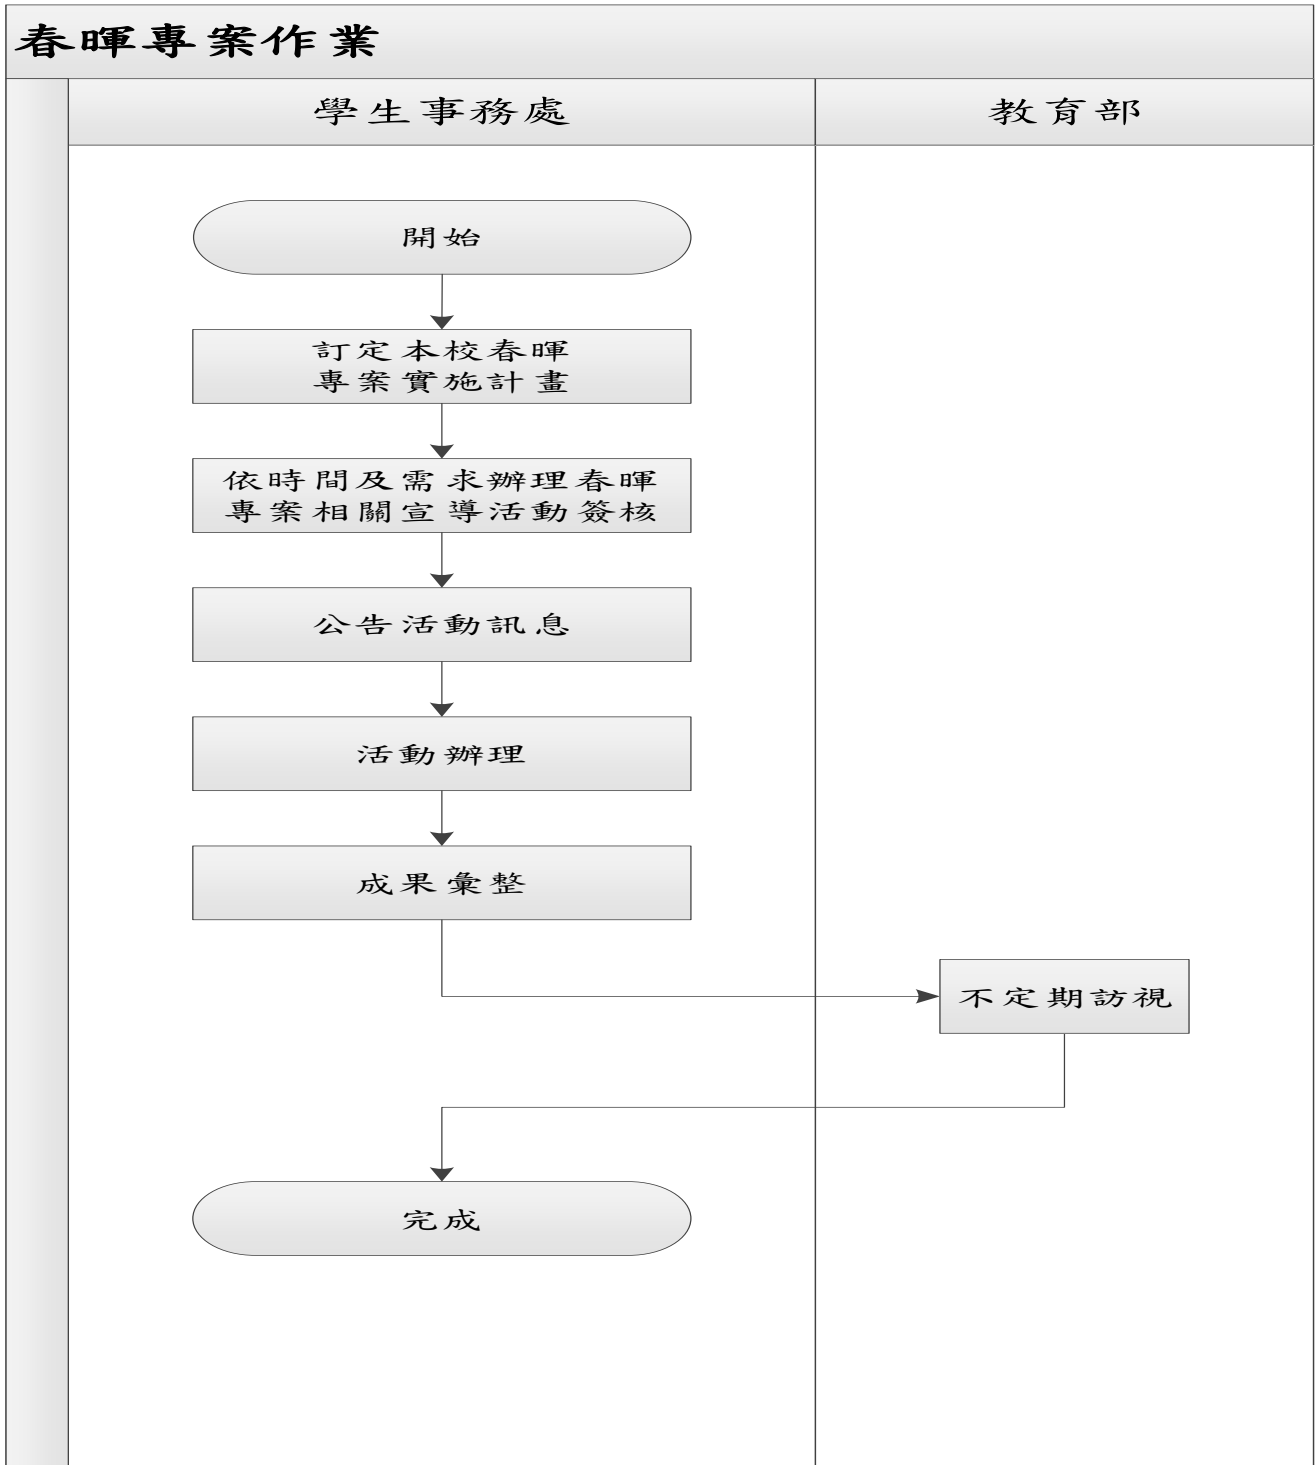 春暉專案作業
學生事務處
教育部
開始
訂定本校春暉
專案實施計畫
依時間及需求辦理春暉
專案相關宣導活動簽核
公告活動訊息
活動辦理
成果彙整
不定期訪視
完成